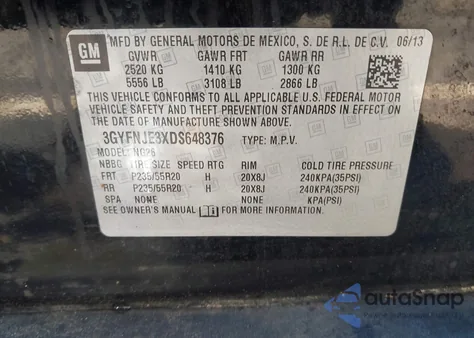 GM
MFD BY GENERAL MOTORS DE MEXICO, S. DE R.L. DE C.V. 06/13
GVWR GAWR FRT GAWR RR
2520 KG 1410 KG 1300 KG
5556 LB 3108 LB 2866 LB
THIS VEHICLE CONFORMS TO ALL APPLICABLE U.S. FEDERAL MOTOR
VEHICLE SAFETY AND THEFT PREVENTION STANDARDS IN EFFECT ON
THE DATE OF MANUFACTURE SHOWN ABOVE.
3GYFNJE3XDS648376 TYPE: M.P.V.
NBBG TIRE SIZE SPEED RTG RIM COLD TIRE PRESSURE
FRT P235/55R20 H 20X8J 240KPA(35PSI)
RR P235/55R20 H 20X8J 240KPA(35PSI)
SPA NONE NONE KPA(PSI)
SEE OWNER'S MANUAL FOR MORE INFORMATION.
autoSnap